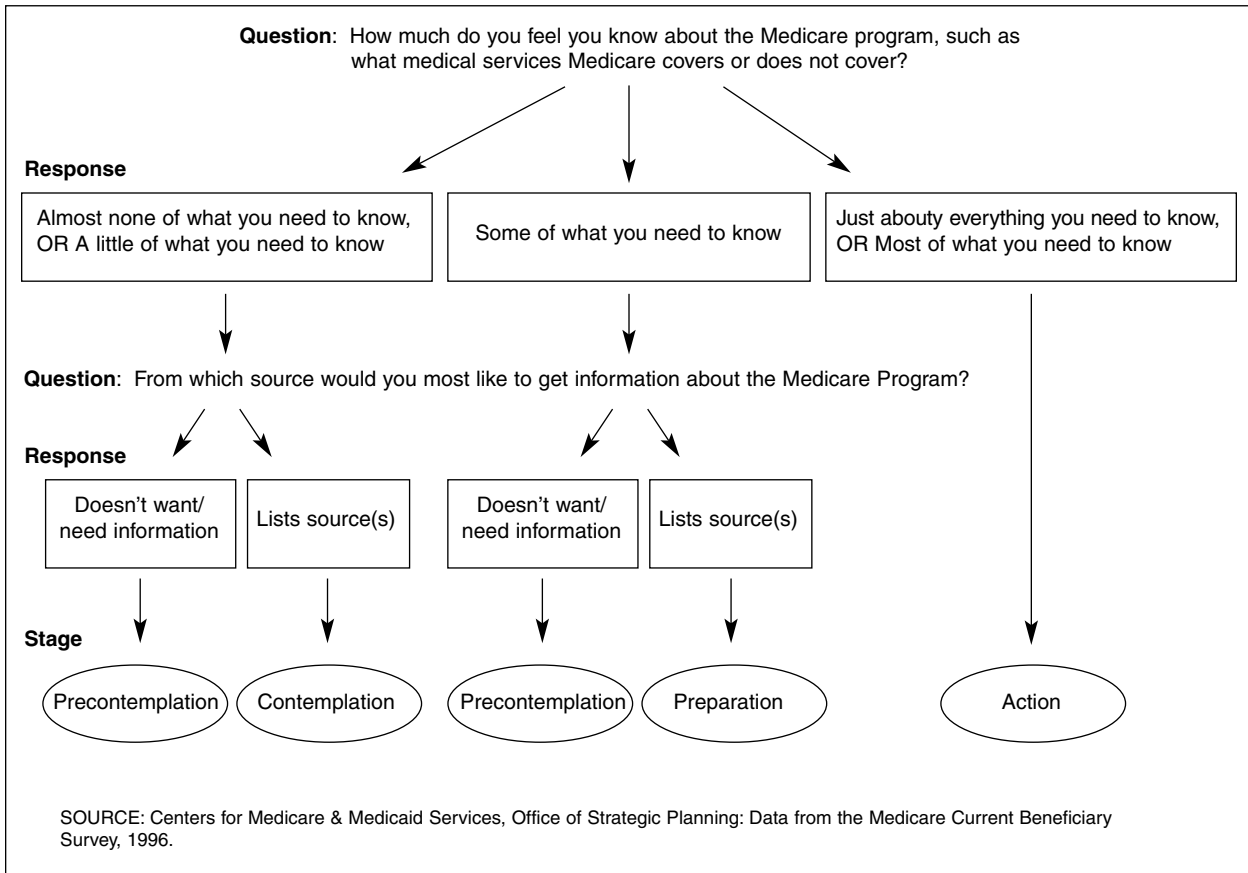 Question: How much do you feel you know about the Medicare program, such as
what medical services Medicare covers or does not cover?
Response
Almost none of what you need to know,
OR A little of what you need to know
Some of what you need to know
Just abouty everything you need to know,
OR Most of what you need to know
Question: From which source would you most like to get information about the Medicare Program?
Response
Doesn't want/
need information
Lists source(s)
Doesn't want/
need information
Lists source(s)
Stage
Precontemplation
Contemplation
Precontemplation
Preparation
Action
SOURCE: Centers for Medicare & Medicaid Services, Office of Strategic Planning: Data from the Medicare Current Beneficiary
Survey, 1996.